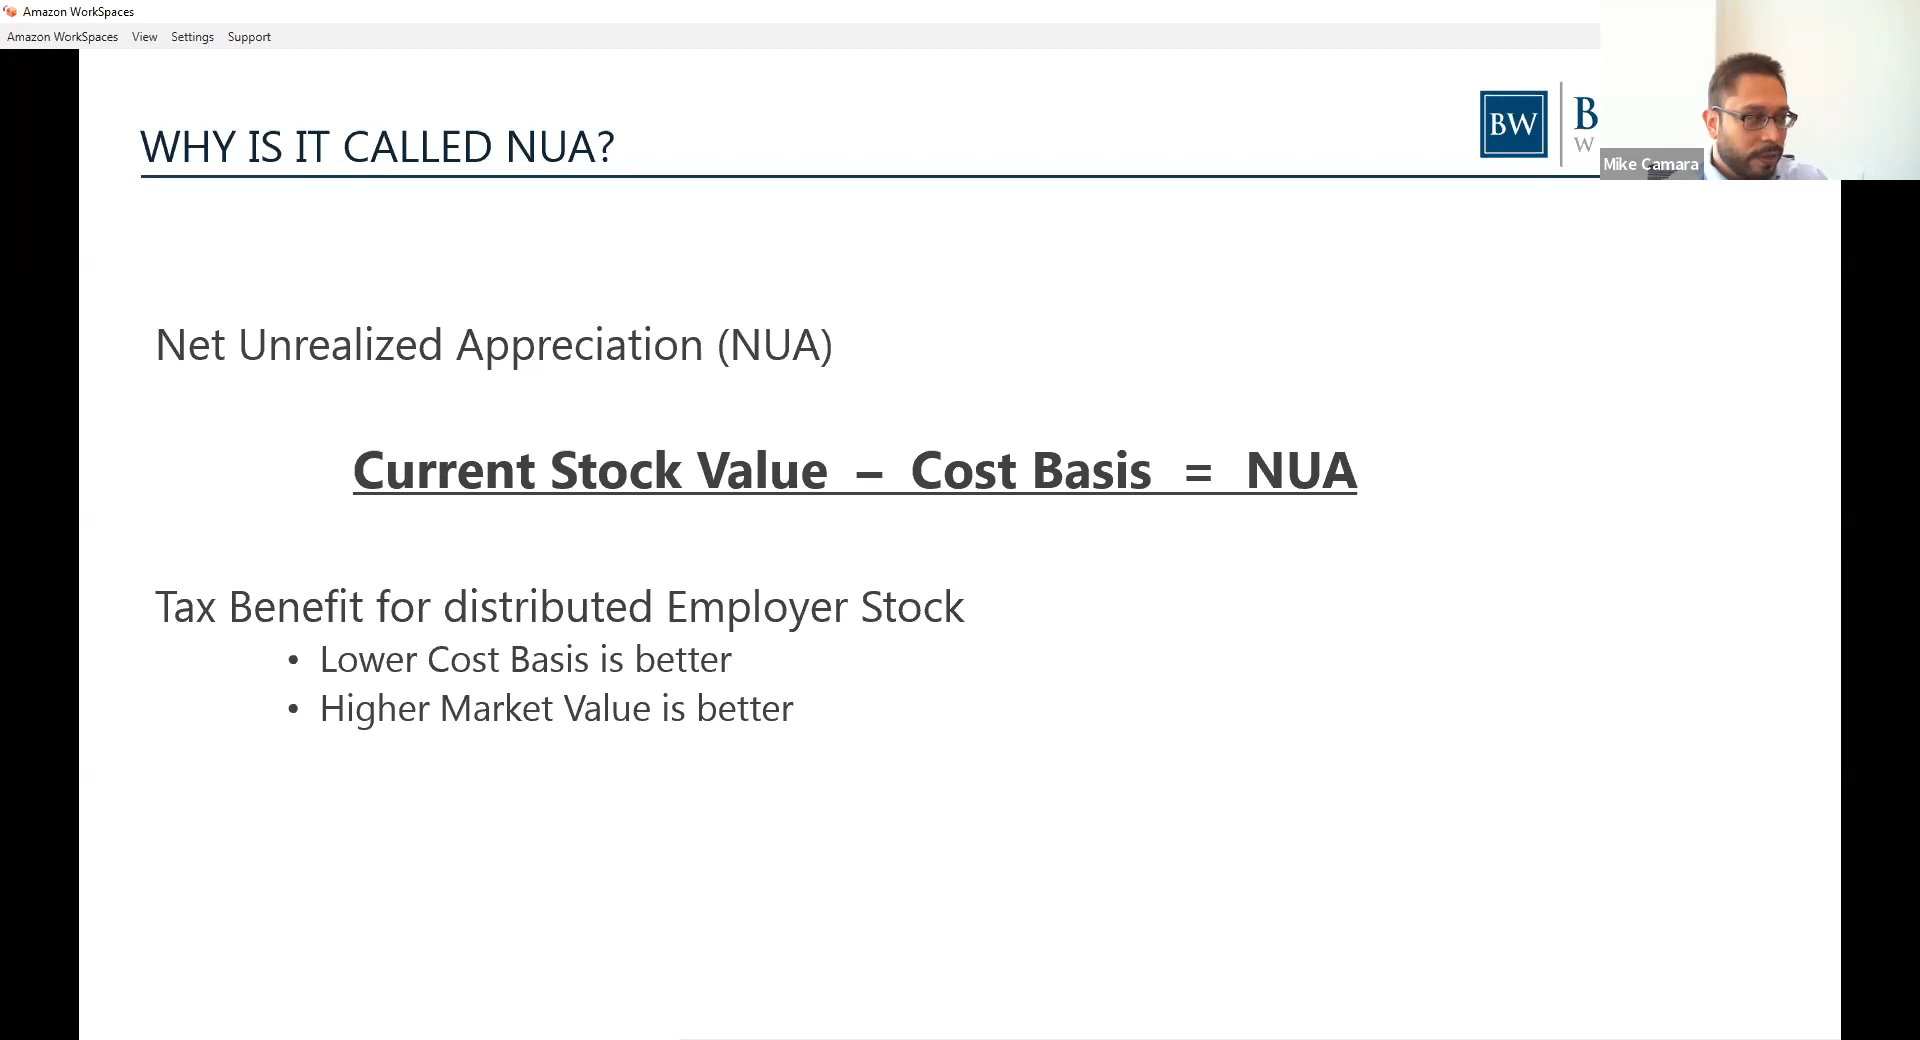 Amazon WorkSpaces
Amazon WorkSpaces View Settings Support
WHY IS IT CALLED NUA?
BW
B
W
Mike Camara
Net Unrealized Appreciation (NUA)
Current Stock Value – Cost Basis = NUA
Tax Benefit for distributed Employer Stock
• Lower Cost Basis is better
• Higher Market Value is better